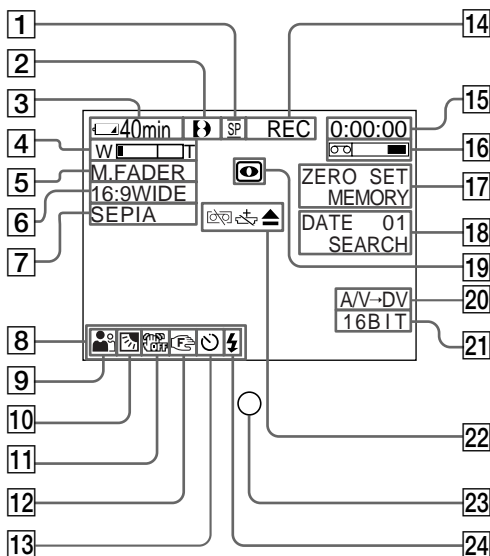 1
2
3
4
5
6
7
8
9
10
11
12
13
14
15
16
17
18
19
20
21
22
23
24
40min SP REC 0:00:00
W T
M.FADER
16:9WIDE
SEPIA
ZERO SET
MEMORY
DATE 01
SEARCH
A/V→DV
16BIT
OFF F